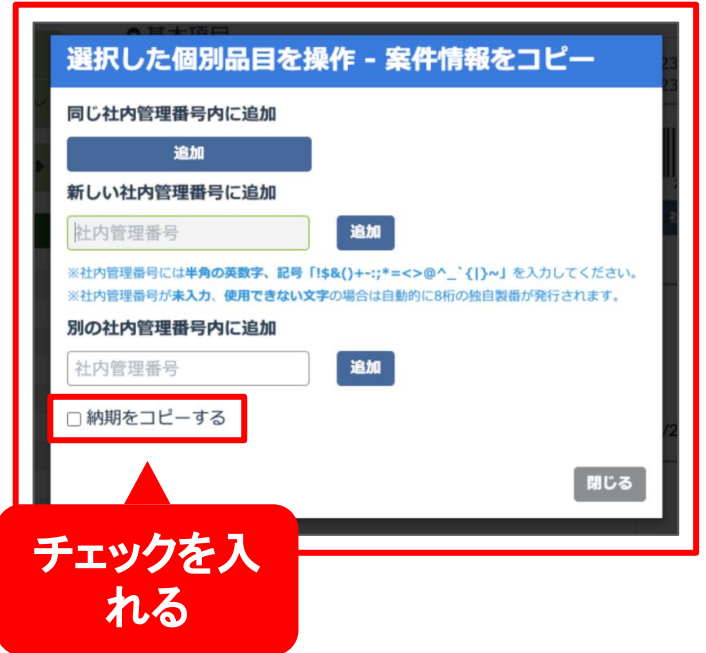 基本項目
選択した個別品目を操作 - 案件情報をコピー
同じ社内管理番号内に追加
追加
新しい社内管理番号に追加
社内管理番号
追加
※社内管理番号には半角の英数字、記号「!$&()+-:;*=<>@^_`{|}~」を入力してください。
※社内管理番号が未入力、使用できない文字の場合は自動的に8桁の独自製番が発行されます。
別の社内管理番号内に追加
社内管理番号
追加
納期をコピーする
閉じる
チェックを入
れる